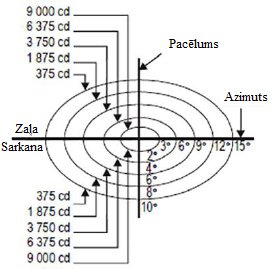 9 000 cd
6 375 cd
3 750 cd
1 875 cd
375 cd
Pacēlums
Azimuts
Zaļa
Sarkana
3° 6° 9° 12° 15°
2°
4°
6°
8°
10°
375 cd
1 875 cd
3 750 cd
6 375 cd
9 000 cd